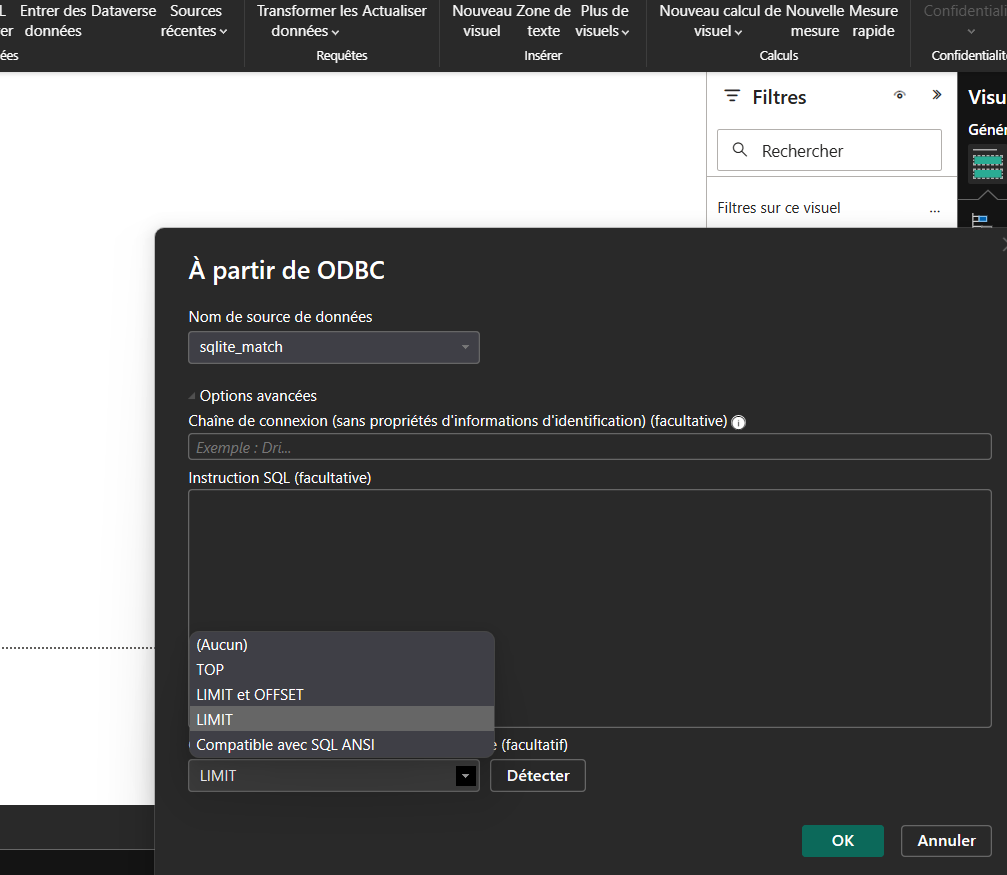 L Entrer des Dataverse Sources
er données récentes
ées
Transformer les Actualiser
données
Requêtes
Nouveau Zone de Plus de
visuel texte visuels
Insérer
Nouveau calcul de Nouvelle Mesure
visuel mesure rapide
Calculs
Confidentiali
Confidentialit
Filtres
Rechercher
Filtres sur ce visuel
...
Visu
Génér
À partir de ODBC
Nom de source de données
sqlite_match
Options avancées
Chaîne de connexion (sans propriétés d'informations d'identification) (facultative)
Exemple : Dri...
Instruction SQL (facultative)
(Aucun)
TOP
LIMIT et OFFSET
LIMIT
Compatible avec SQL ANSI
e (facultatif)
LIMIT
Détecter
OK
Annuler